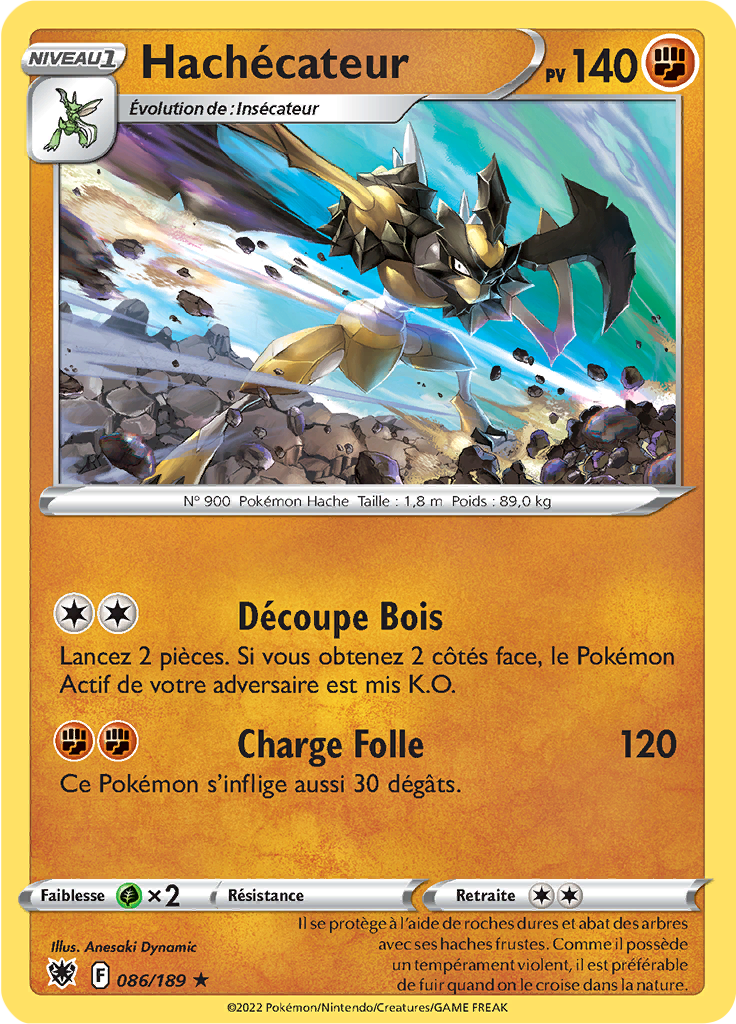 NIVEAU 1
Hachécateur
PV 140
Évolution de : Insécateur
N° 900 Pokémon Hache Taille : 1,8 m Poids : 89,0 kg
Découpe Bois
Lancez 2 pièces. Si vous obtenez 2 côtés face, le Pokémon
Actif de votre adversaire est mis K.O.
Charge Folle 120
Ce Pokémon s'inflige aussi 30 dégâts.
Faiblesse ×2 Résistance Retraite
Il se protège à l'aide de roches dures et abat des arbres
avec ses haches frustes. Comme il possède
un tempérament violent, il est préférable
de fuir quand on le croise dans la nature.
Illus. Anesaki Dynamic
F 086/189 ★
©2022 Pokémon/Nintendo/Creatures/GAME FREAK